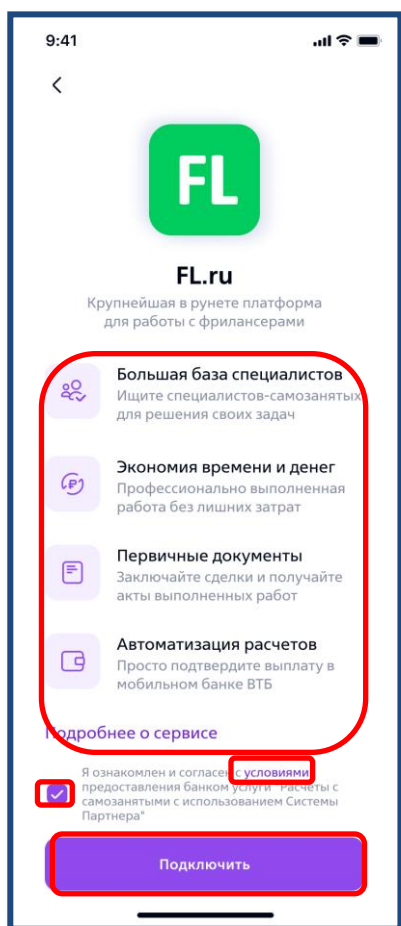 9:41
FL
FL.ru
Крупнейшая в рунете платформа
для работы с фрилансерами
Большая база специалистов
Ищите специалистов-самозанятых
для решения своих задач
Экономия времени и денег
Профессионально выполненная
работа без лишних затрат
Первичные документы
Заключайте сделки и получайте
акты выполненных работ
Автоматизация расчетов
Просто подтвердите выплату в
мобильном банке ВТБ
Подробнее о сервисе
Я ознакомлен и согласен с условиями
предоставления банком услуги "Расчеты с
самозанятыми с использованием Системы
Партнера"
Подключить